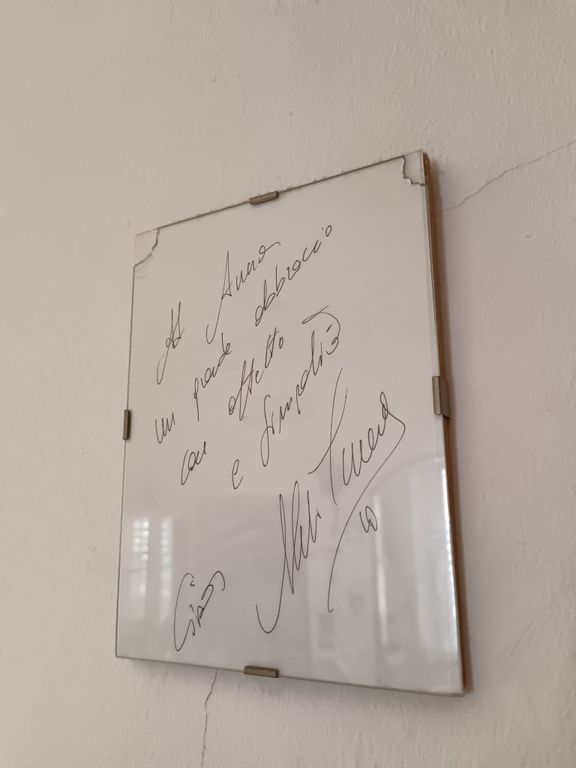 Ad Anna
un grande abbraccio
con affetto
e simpatia
Ciao
10